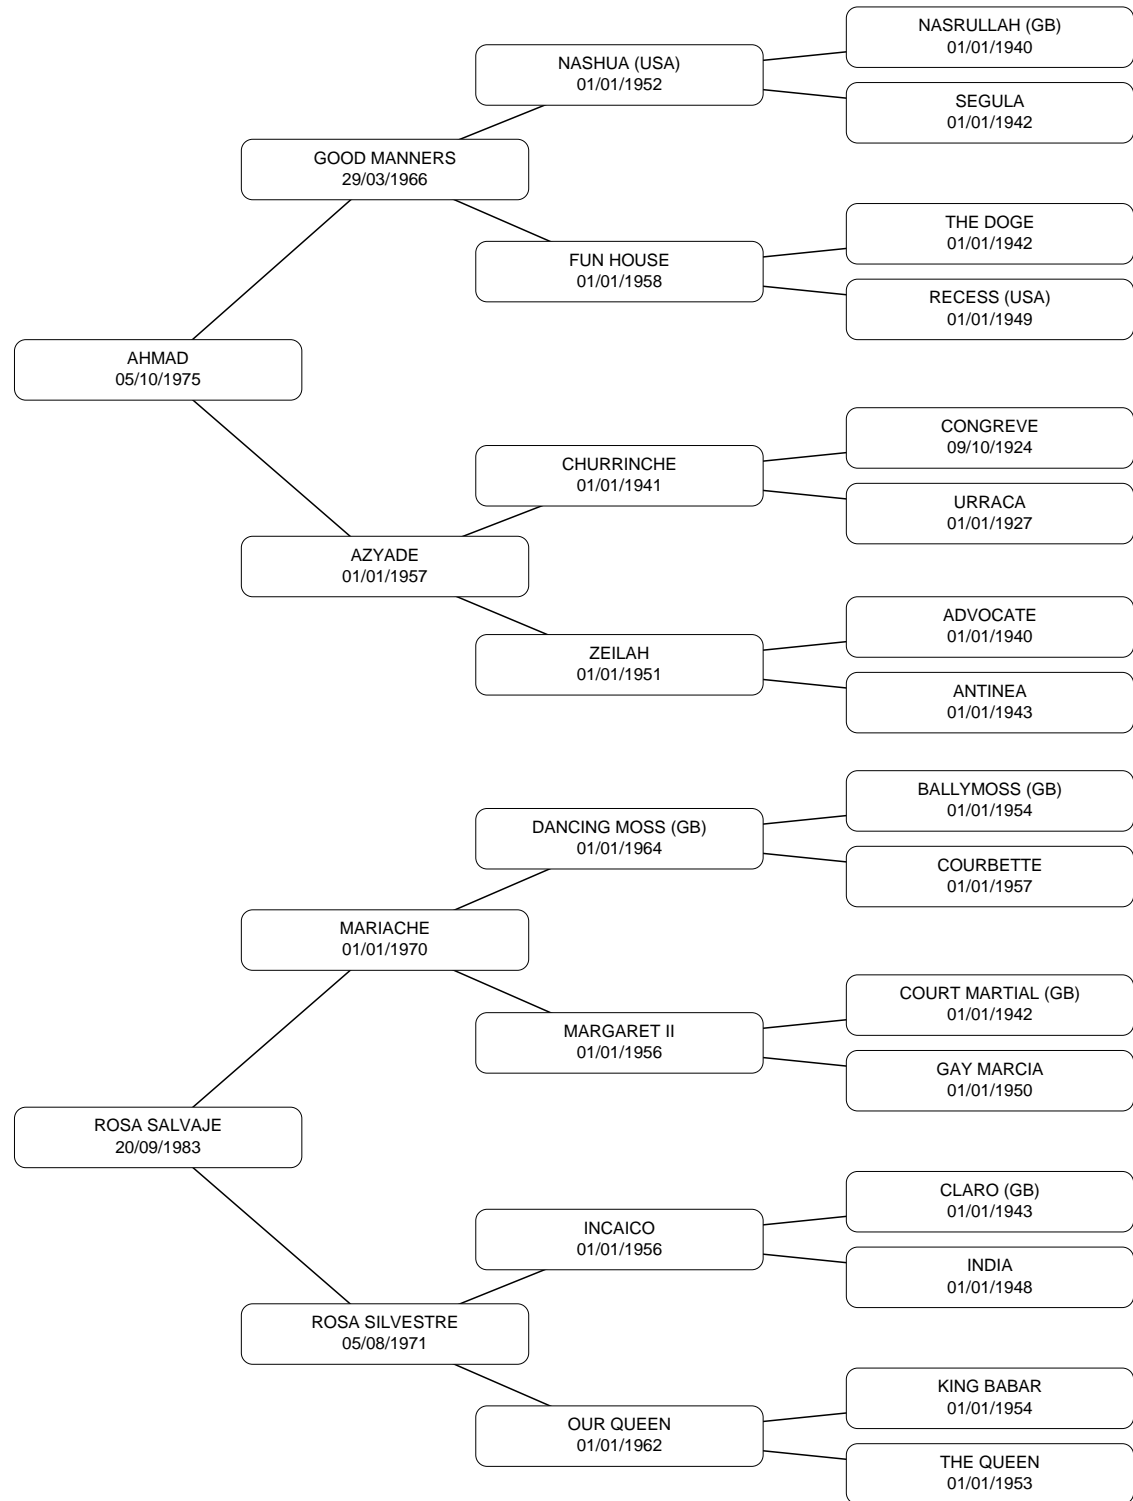 NASRULLAH (GB)
01/01/1940
NASHUA (USA)
01/01/1952
SEGULA
01/01/1942
GOOD MANNERS
29/03/1966
THE DOGE
01/01/1942
FUN HOUSE
01/01/1958
RECESS (USA)
01/01/1949
AHMAD
05/10/1975
CONGREVE
09/10/1924
CHURRINCHE
01/01/1941
URRACA
01/01/1927
AZYADE
01/01/1957
ADVOCATE
01/01/1940
ZEILAH
01/01/1951
ANTINEA
01/01/1943
BALLYMOSS (GB)
01/01/1954
DANCING MOSS (GB)
01/01/1964
COURBETTE
01/01/1957
MARIACHE
01/01/1970
COURT MARTIAL (GB)
01/01/1942
MARGARET II
01/01/1956
GAY MARCIA
01/01/1950
ROSA SALVAJE
20/09/1983
CLARO (GB)
01/01/1943
INCAICO
01/01/1956
INDIA
01/01/1948
ROSA SILVESTRE
05/08/1971
KING BABAR
01/01/1954
OUR QUEEN
01/01/1962
THE QUEEN
01/01/1953